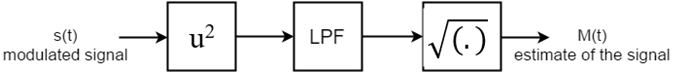 s(t)
modulated signal
u²
LPF
√(.)
M(t)
estimate of the signal